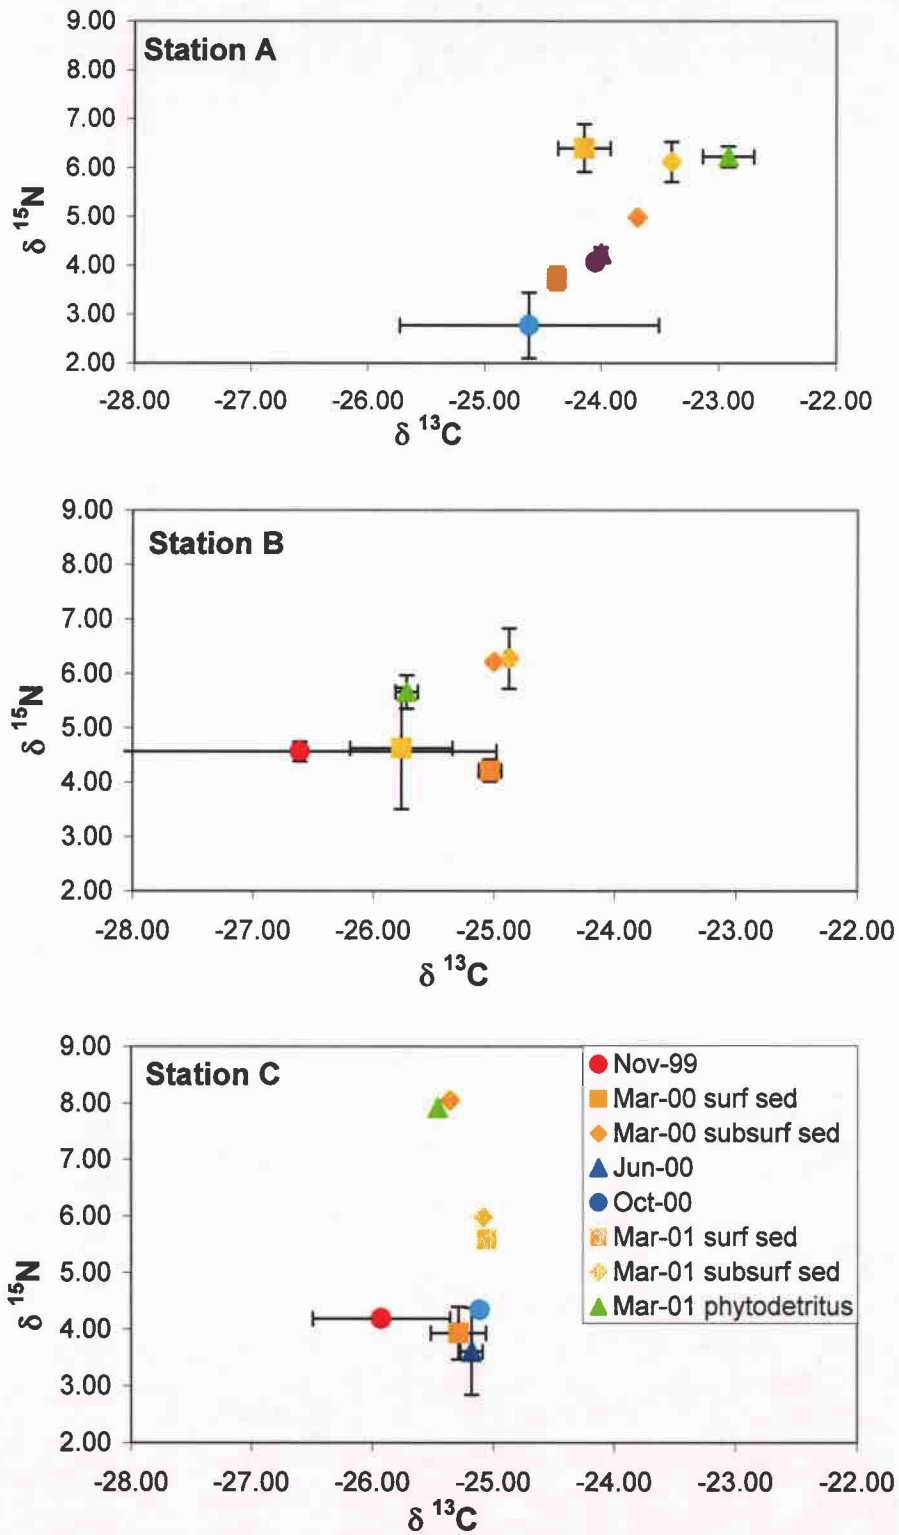 Station A
9.00
8.00
7.00
6.00
5.00
4.00
3.00
2.00
δ 15N
-28.00 -27.00 -26.00 -25.00 -24.00 -23.00 -22.00
δ 13C
Station B
9.00
8.00
7.00
6.00
5.00
4.00
3.00
2.00
δ 15N
-28.00 -27.00 -26.00 -25.00 -24.00 -23.00 -22.00
δ 13C
Station C
9.00
8.00
7.00
6.00
5.00
4.00
3.00
2.00
δ 15N
Nov-99
Mar-00 surf sed
Mar-00 subsurf sed
Jun-00
Oct-00
Mar-01 surf sed
Mar-01 subsurf sed
Mar-01 phytodetritus
-28.00 -27.00 -26.00 -25.00 -24.00 -23.00 -22.00
δ 13C